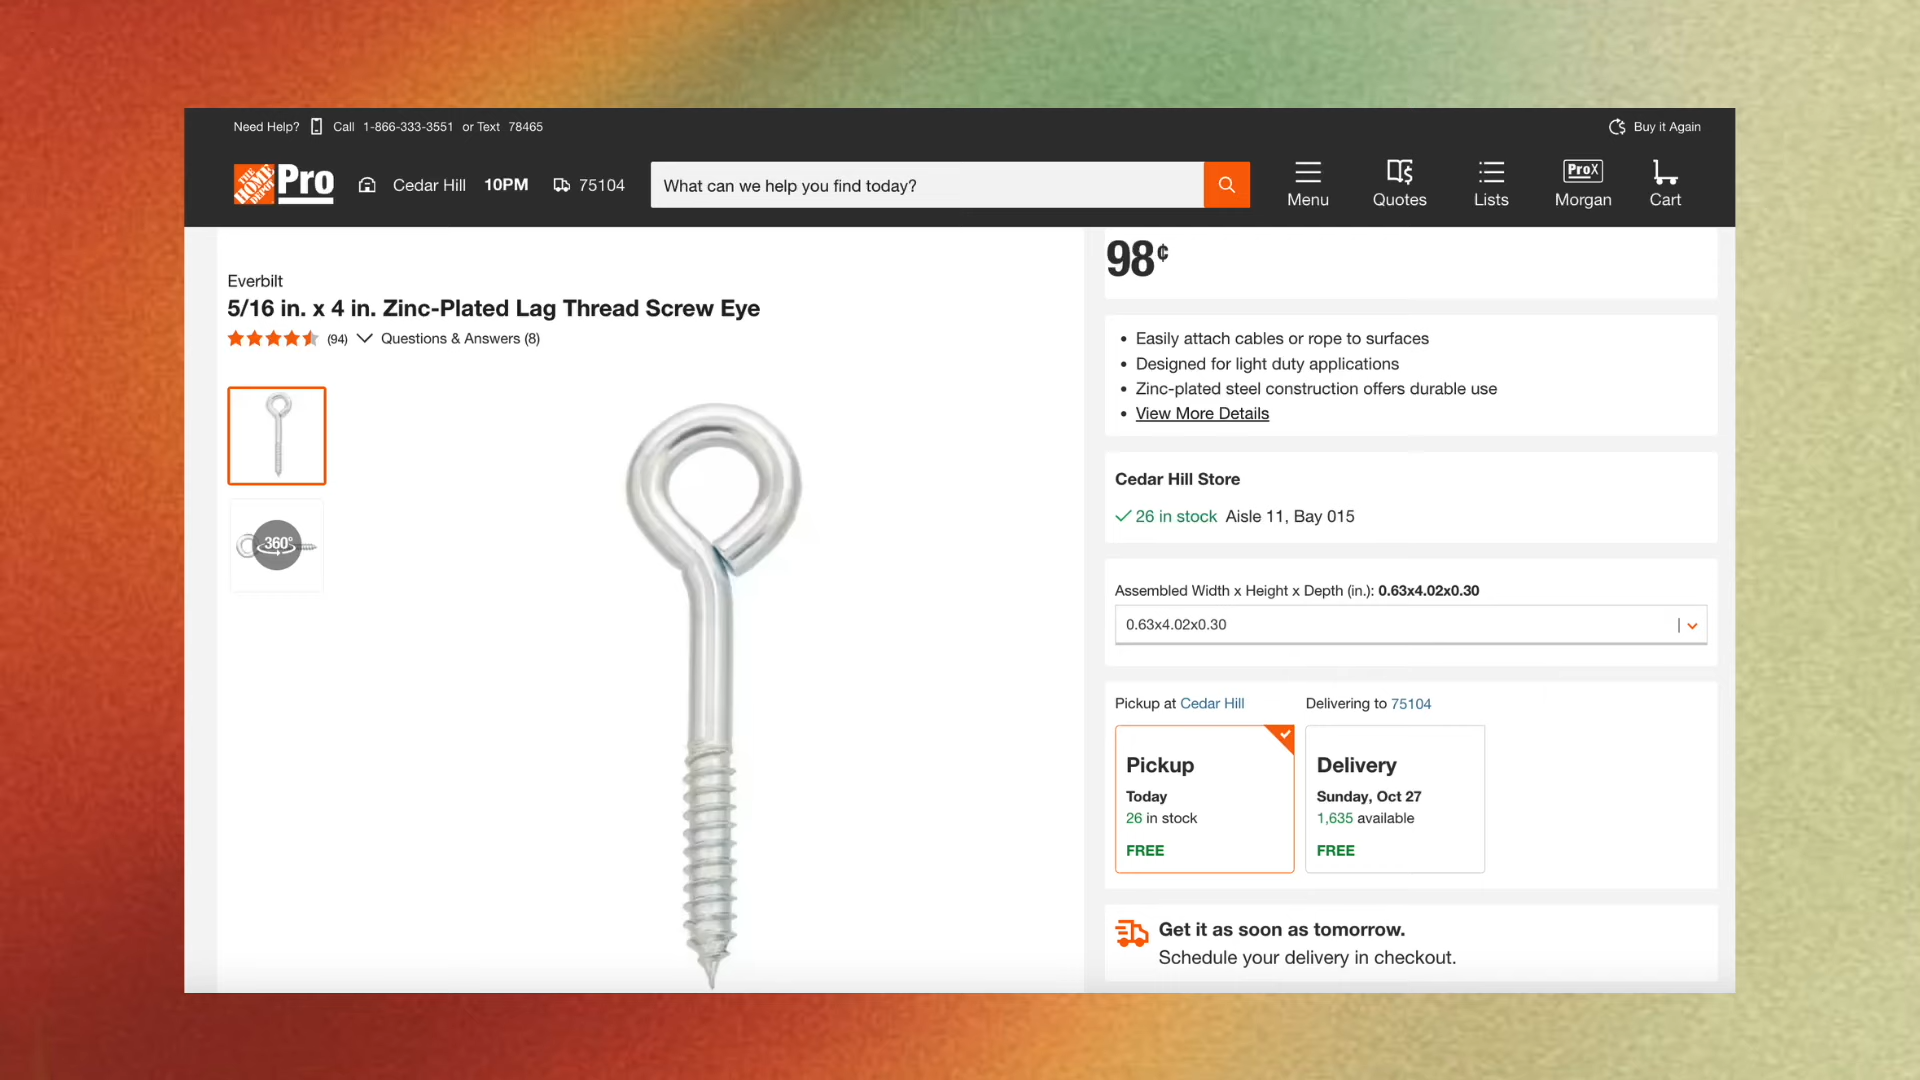 Need Help? Call 1-866-333-3551 or Text 78465
Buy it Again
THE HOME DEPOT Pro
Cedar Hill 10PM
75104
What can we help you find today?
Menu
Quotes
Lists
ProX
Morgan
Cart
Everbilt
5/16 in. x 4 in. Zinc-Plated Lag Thread Screw Eye
(94) Questions & Answers (8)
360°
98¢
• Easily attach cables or rope to surfaces
• Designed for light duty applications
• Zinc-plated steel construction offers durable use
• View More Details
Cedar Hill Store
26 in stock Aisle 11, Bay 015
Assembled Width x Height x Depth (in.): 0.63x4.02x0.30
0.63x4.02x0.30
Pickup at Cedar Hill
Pickup
Today
26 in stock
FREE
Delivering to 75104
Delivery
Sunday, Oct 27
1,635 available
FREE
Get it as soon as tomorrow.
Schedule your delivery in checkout.